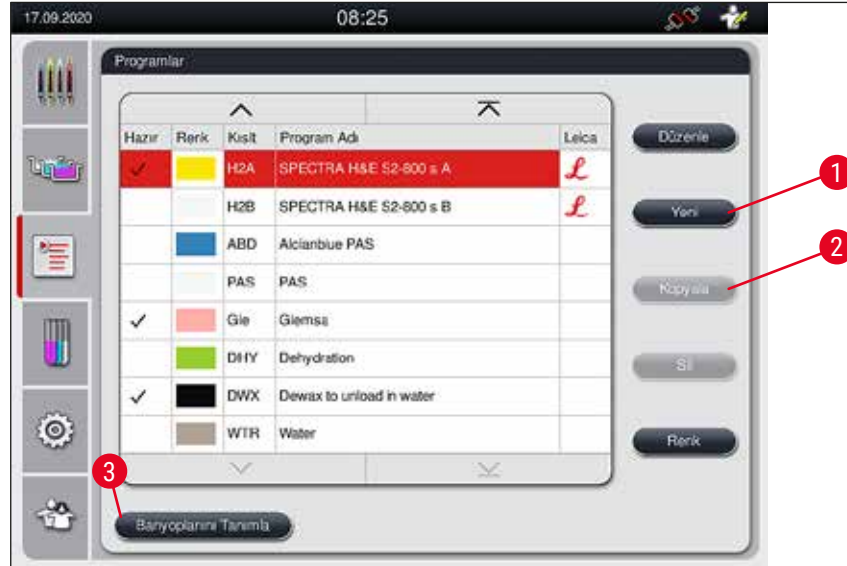 17.09.2020 08:25
Programlar
Hazır Renk Kıslt Program Adı Leica Düzenle
H2A SPECTRA H&E S2-800 s A
1
H2B SPECTRA H&E S2-800 s B Yeni
2
ABD Alcianblue PAS
PAS PAS Kopyala
Gie Giemsa
DHY Dehydration Sil
DWX Dewax to unload in water
WTR Water Renk
3
Banyoplanını Tanımla